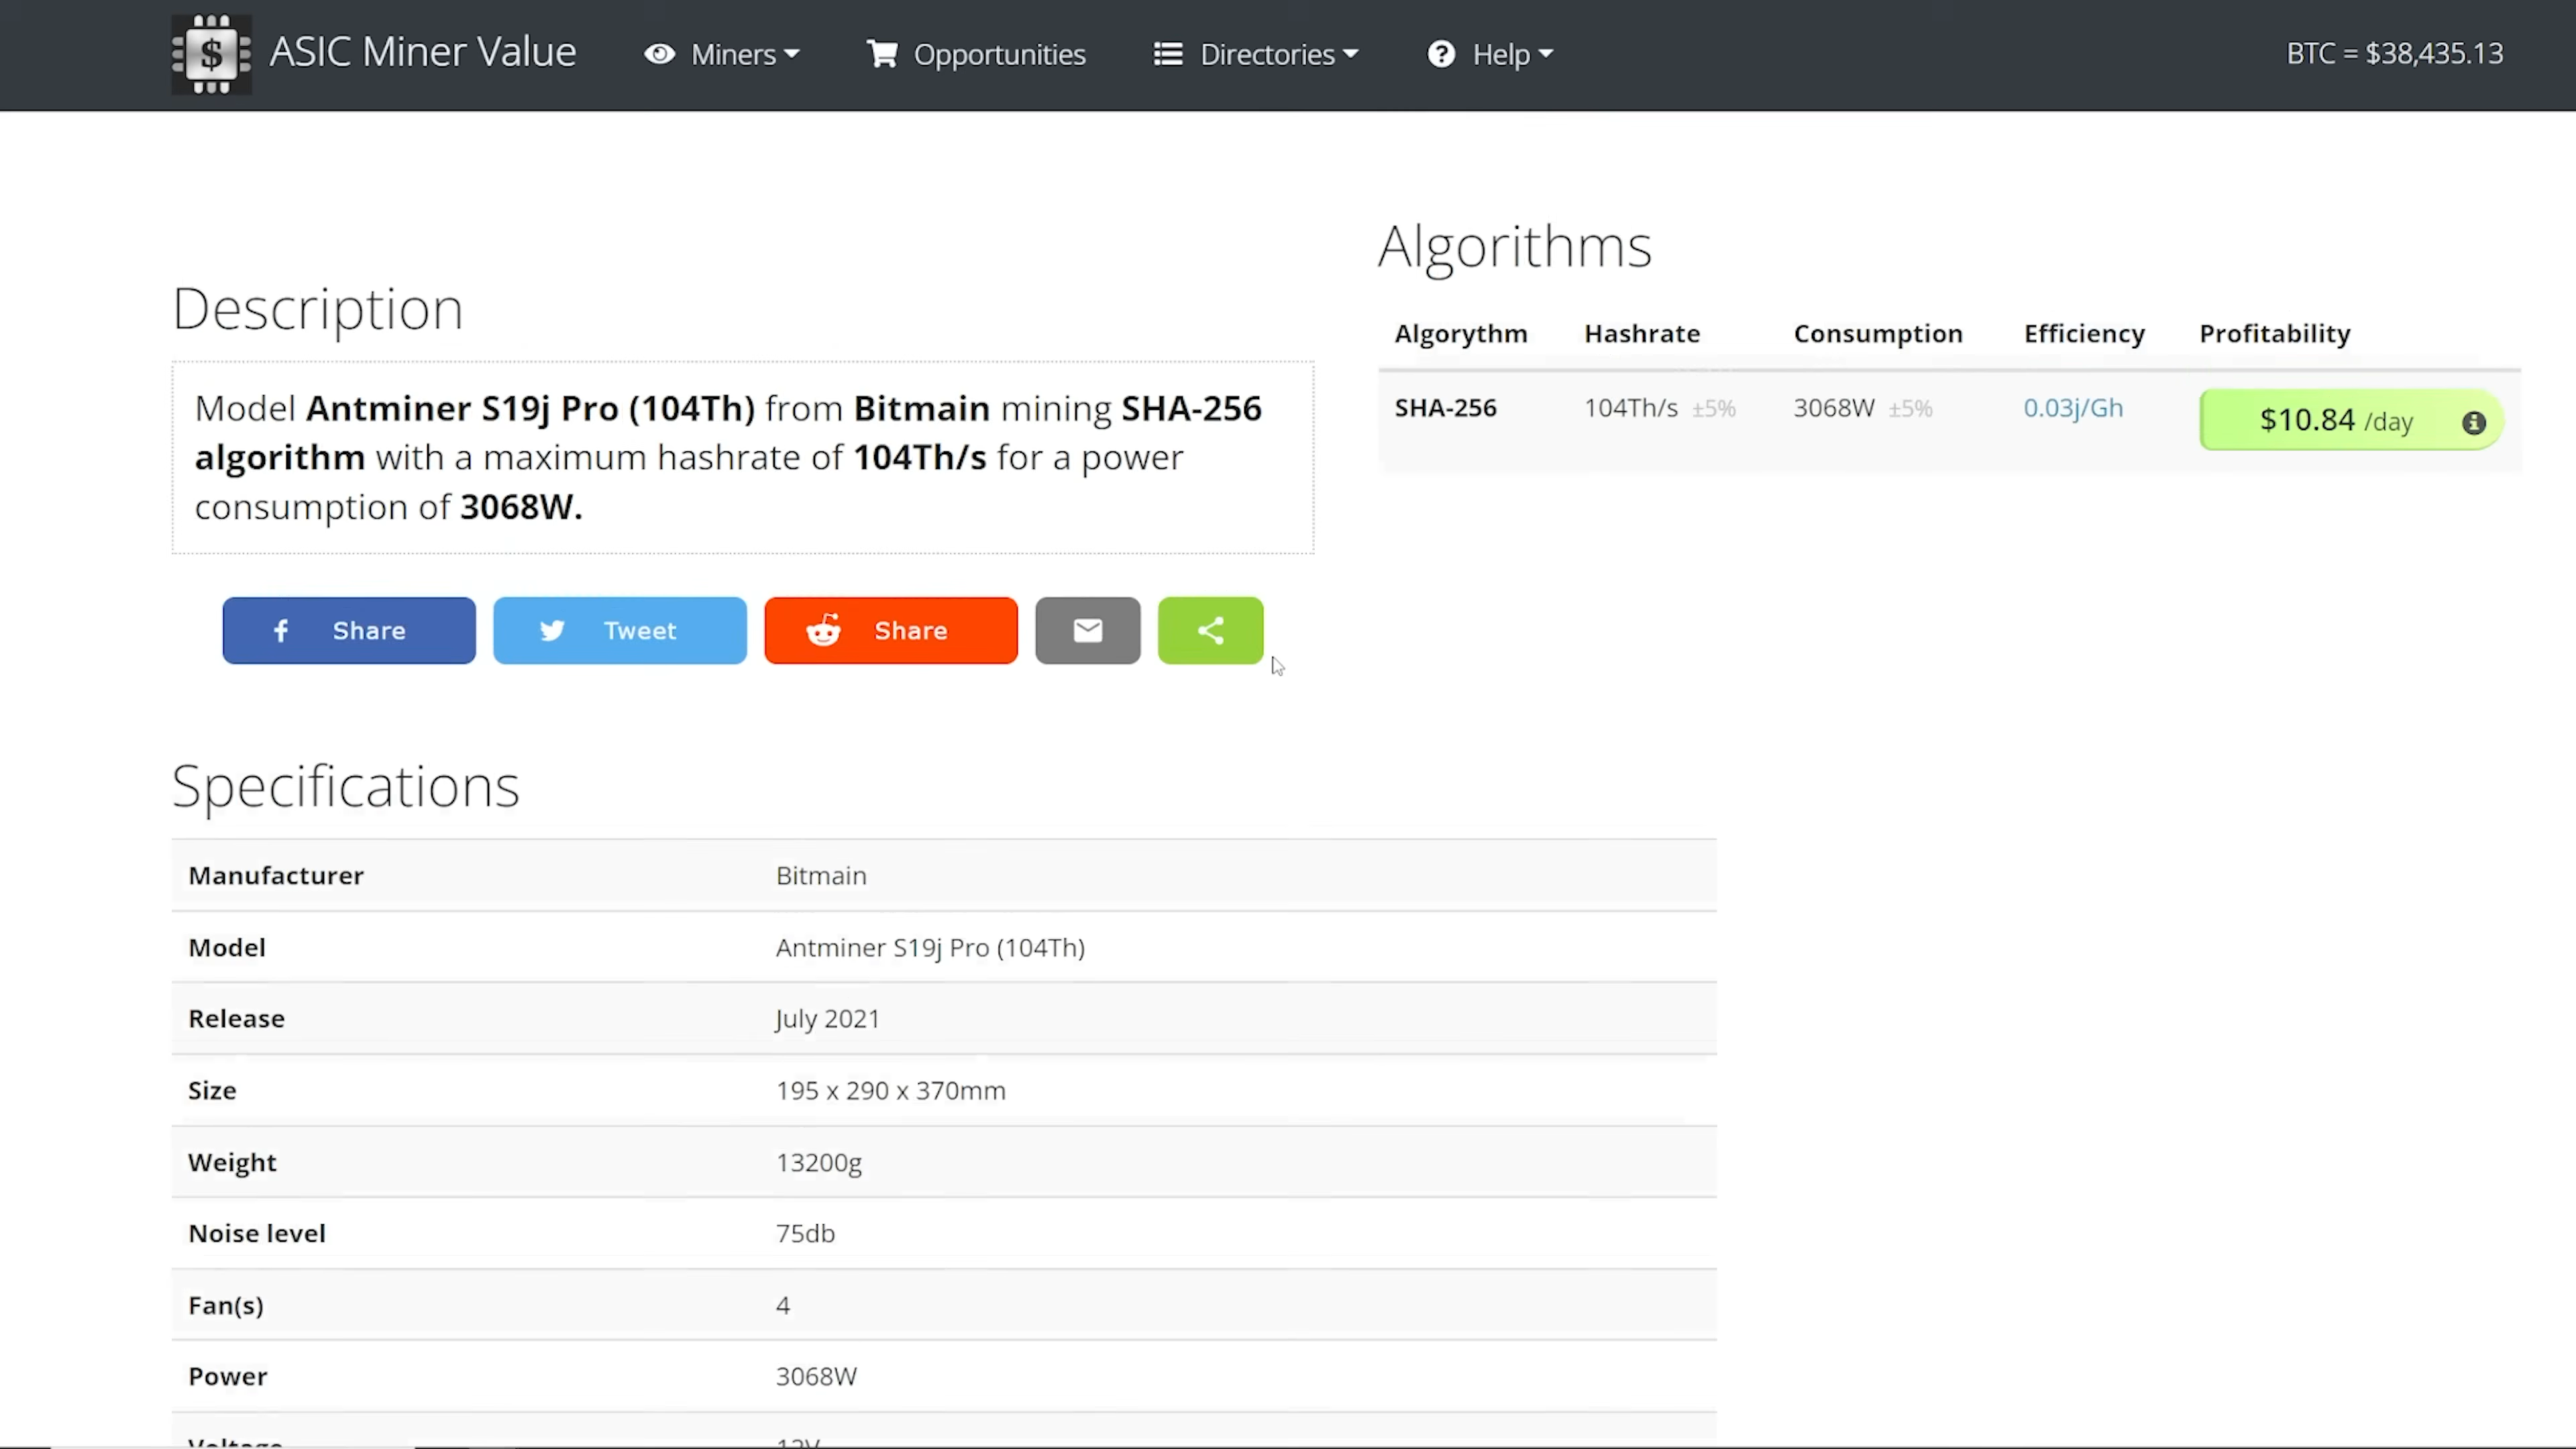 $ ASIC Miner Value Miners Opportunities Directories ? Help BTC = $38,435.13
Description
Model Antminer S19j Pro (104Th) from Bitmain mining SHA-256
algorithm with a maximum hashrate of 104Th/s for a power
consumption of 3068W.
f Share Tweet Share
Algorithms
Algorythm Hashrate Consumption Efficiency Profitability
SHA-256 104Th/s ±5% 3068W ±5% 0.03j/Gh $10.84 /day i
Specifications
Manufacturer Bitmain
Model Antminer S19j Pro (104Th)
Release July 2021
Size 195 x 290 x 370mm
Weight 13200g
Noise level 75db
Fan(s) 4
Power 3068W
Voltage 12V